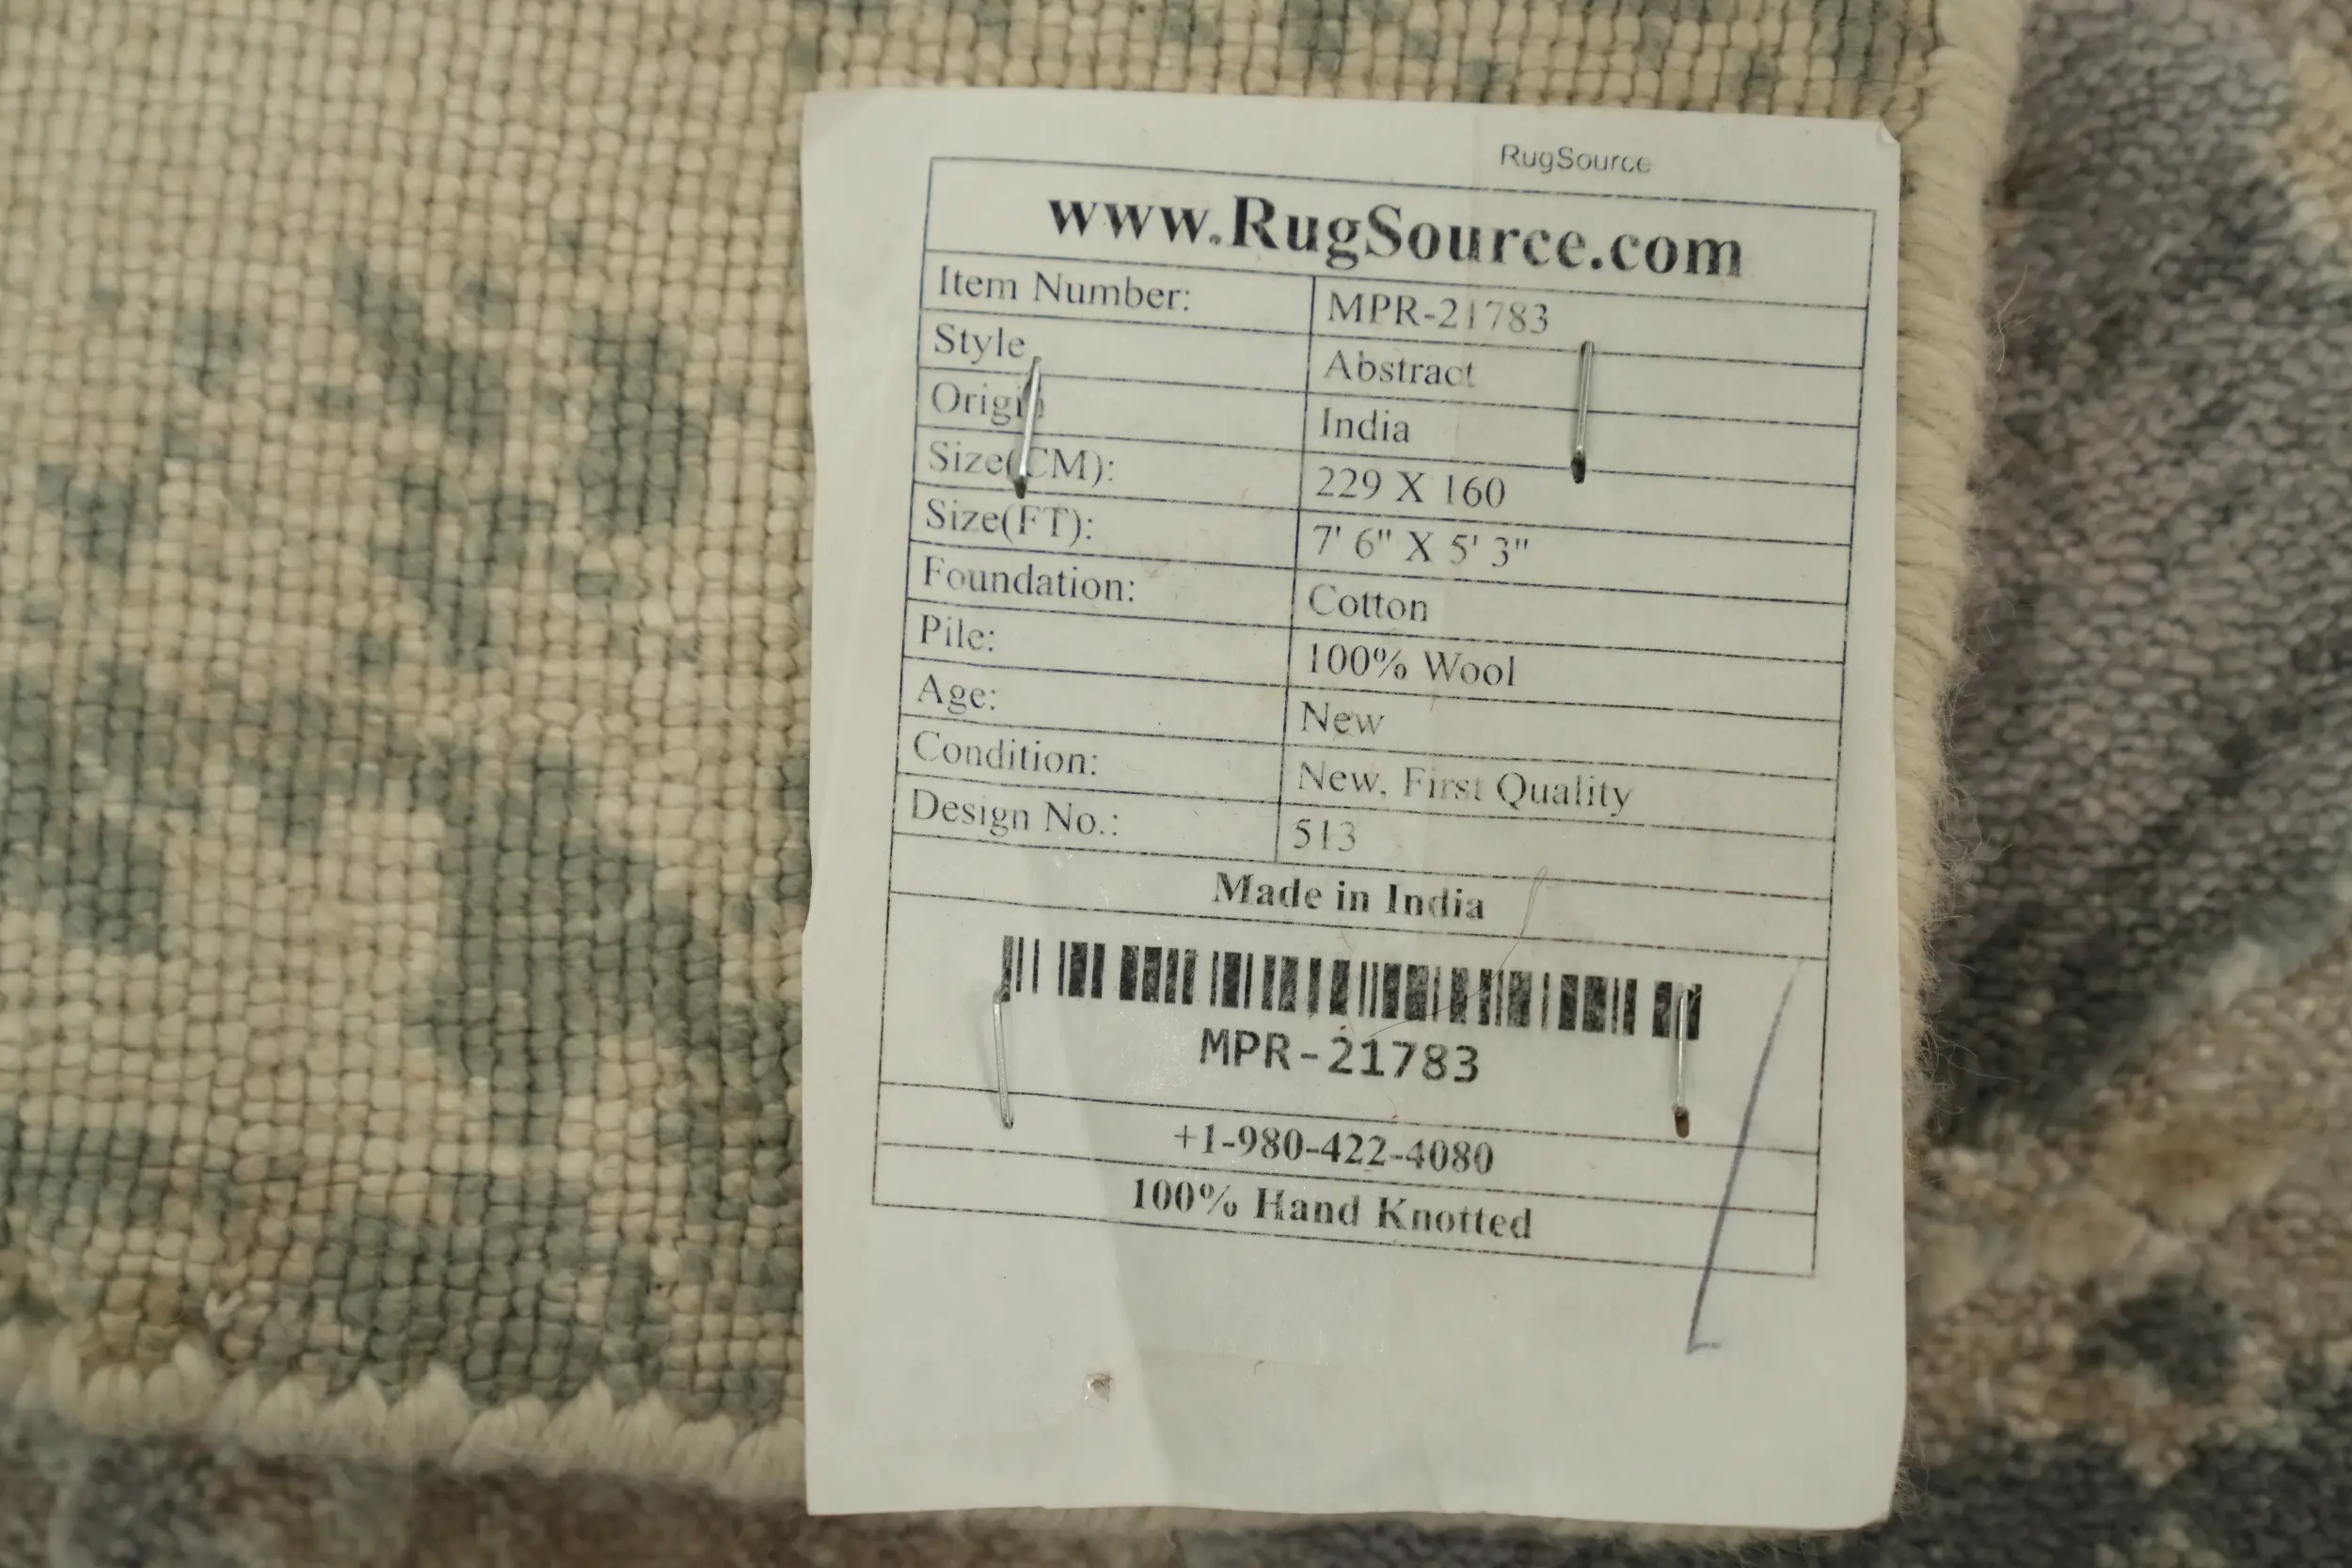 RugSource
www.RugSource.com
Item Number: MPR-21783
Style Abstract
Origin India
Size(CM): 229 X 160
Size(FT): 7' 6" X 5' 3"
Foundation: Cotton
Pile: 100% Wool
Age: New
Condition: New, First Quality
Design No.: 513
Made in India
MPR-21783
+1-980-422-4080
100% Hand Knotted